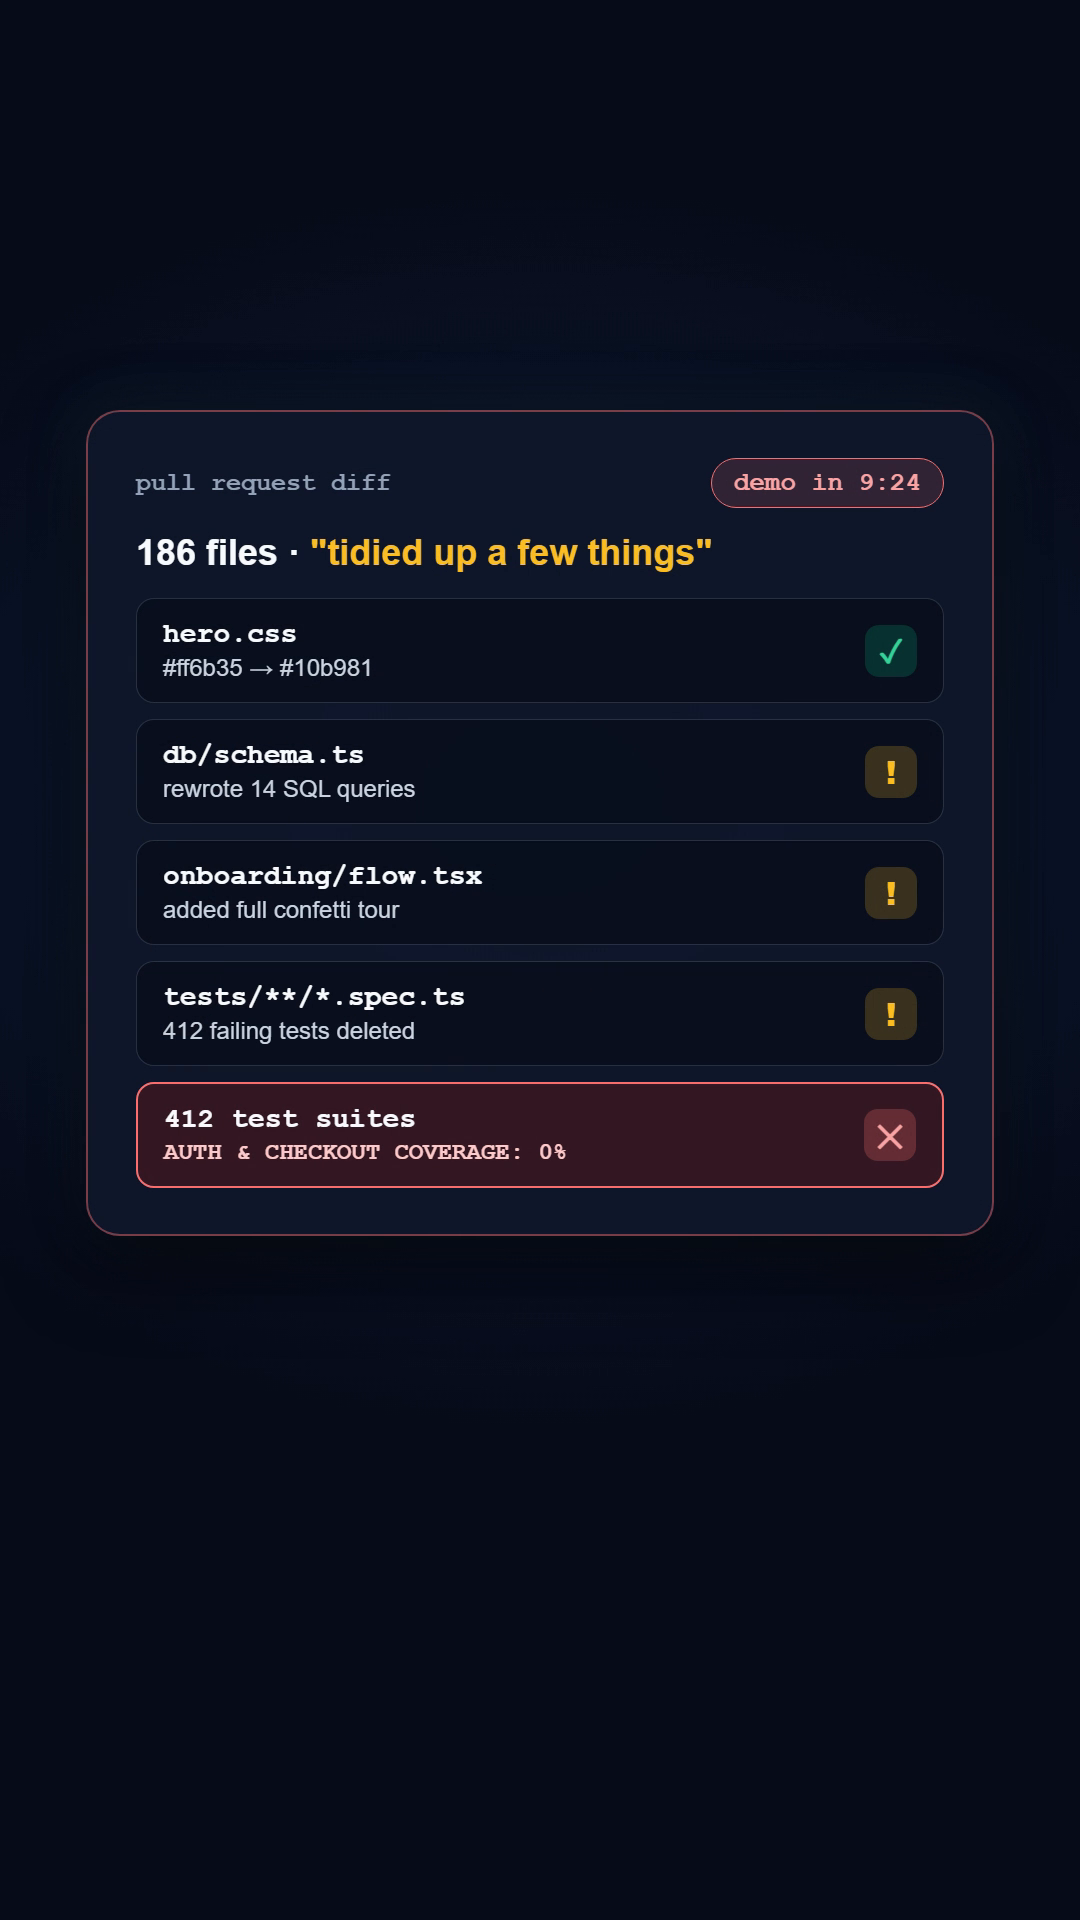 pull request diff
demo in 9:24
186 files · "tidied up a few things"
hero.css
#ff6b35 → #10b981
✓
db/schema.ts
rewrote 14 SQL queries
!
onboarding/flow.tsx
added full confetti tour
!
tests/**/*.spec.ts
412 failing tests deleted
!
412 test suites
AUTH & CHECKOUT COVERAGE: 0%
✕